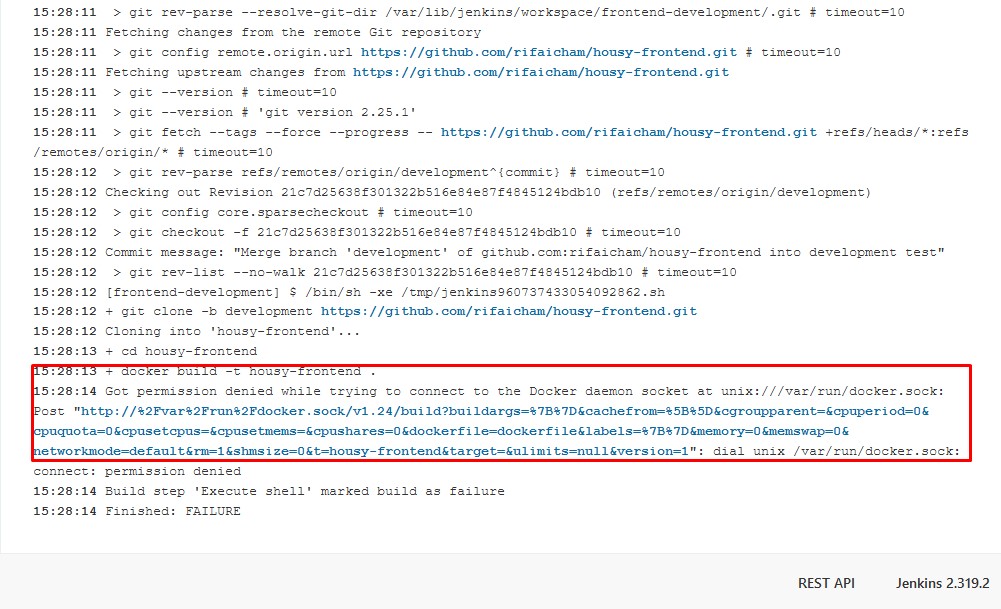 15:28:11  > git rev-parse --resolve-git-dir /var/lib/jenkins/workspace/frontend-development/.git # timeout=10
15:28:11 Fetching changes from the remote Git repository
15:28:11  > git config remote.origin.url https://github.com/rifaicham/housy-frontend.git # timeout=10
15:28:11 Fetching upstream changes from https://github.com/rifaicham/housy-frontend.git
15:28:11  > git --version # timeout=10
15:28:11  > git --version # 'git version 2.25.1'
15:28:11  > git fetch --tags --force --progress -- https://github.com/rifaicham/housy-frontend.git +refs/heads/*:refs
/remotes/origin/* # timeout=10
15:28:12  > git rev-parse refs/remotes/origin/development^{commit} # timeout=10
15:28:12 Checking out Revision 21c7d25638f301322b516e84e87f4845124bdb10 (refs/remotes/origin/development)
15:28:12  > git config core.sparsecheckout # timeout=10
15:28:12  > git checkout -f 21c7d25638f301322b516e84e87f4845124bdb10 # timeout=10
15:28:12 Commit message: "Merge branch 'development' of github.com:rifaicham/housy-frontend into development test"
15:28:12  > git rev-list --no-walk 21c7d25638f301322b516e84e87f4845124bdb10 # timeout=10
15:28:12 [frontend-development] $ /bin/sh -xe /tmp/jenkins960737433054092862.sh
15:28:12 + git clone -b development https://github.com/rifaicham/housy-frontend.git
15:28:12 Cloning into 'housy-frontend'...
15:28:13 + cd housy-frontend
15:28:13 + docker build -t housy-frontend .
15:28:14 Got permission denied while trying to connect to the Docker daemon socket at unix:///var/run/docker.sock:
Post "http://%2Fvar%2Frun%2Fdocker.sock/v1.24/build?buildargs=%7B%7D&cachefrom=%5B%5D&cgroupparent=&cpuperiod=0&
cpuquota=0&cpusetcpus=&cpusetmems=&cpushares=0&dockerfile=dockerfile&labels=%7B%7D&memory=0&memswap=0&
networkmode=default&rm=1&shmsize=0&t=housy-frontend&target=&ulimits=null&version=1": dial unix /var/run/docker.sock:
connect: permission denied
15:28:14 Build step 'Execute shell' marked build as failure
15:28:14 Finished: FAILURE
REST API Jenkins 2.319.2